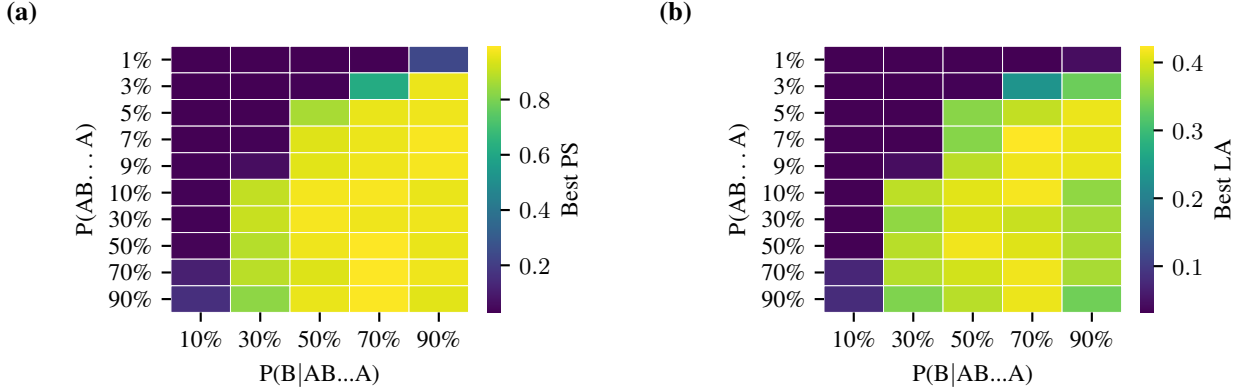 (a)
1%
3%
5%
7%
9%
10%
30%
50%
70%
90%
P(AB. . . A)
10% 30% 50% 70% 90%
P(B|AB...A)
0.8
0.6
0.4
0.2
Best PS
(b)
1%
3%
5%
7%
9%
10%
30%
50%
70%
90%
P(AB. . . A)
10% 30% 50% 70% 90%
P(B|AB...A)
0.4
0.3
0.2
0.1
Best LA